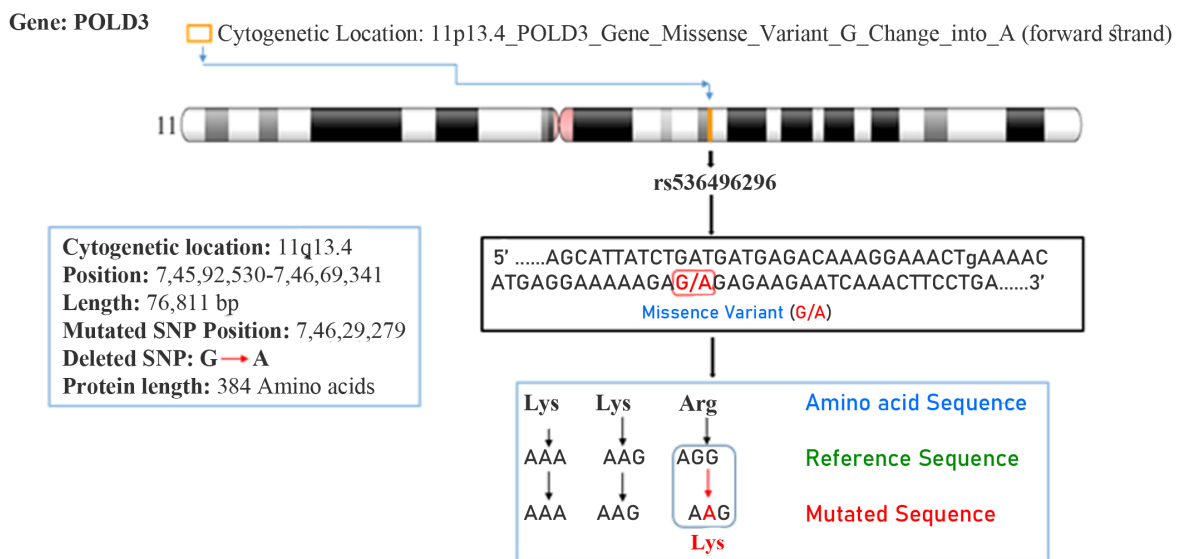 Gene: POLD3
Cytogenetic Location: 11p13.4_POLD3_Gene_Missense_Variant_G_Change_into_A (forward strand)
11
rs536496296
Cytogenetic location: 11q13.4
Position: 7,45,92,530-7,46,69,341
Length: 76,811 bp
Mutated SNP Position: 7,46,29,279
Deleted SNP: G → A
Protein length: 384 Amino acids
5' ......AGCATTATCTGATGATGAGACAAAGGAAACTgAAAAC
ATGAGGAAAAAGAG/AGAGAAGAATCAAACTTCCTGA......3'
Missence Variant (G/A)
Lys Lys Arg Amino acid Sequence
AAA AAG AGG Reference Sequence
AAA AAG AAG Mutated Sequence
Lys